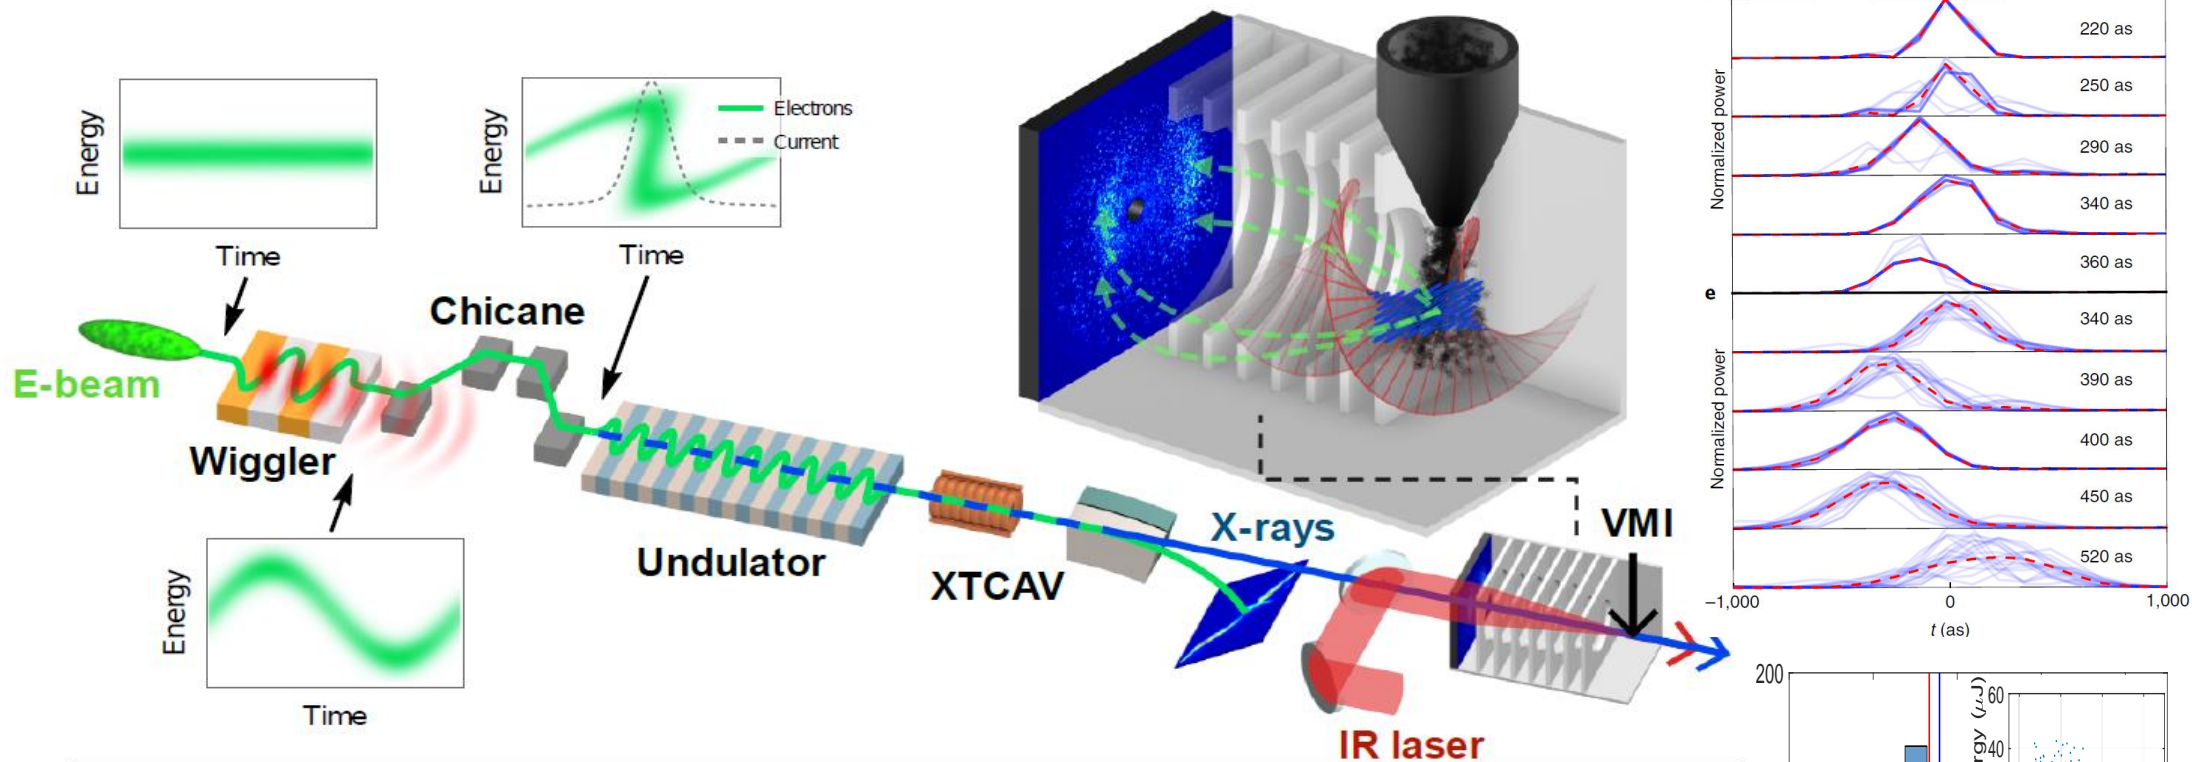 Energy
Time
Energy
Electrons
Current
Time
E-beam
Wiggler
Chicane
Energy
Time
Undulator
XTCAV
X-rays
VMI
IR laser
Normalized power
220 as
250 as
290 as
340 as
360 as
e
Normalized power
340 as
390 as
400 as
450 as
520 as
−1,000
0
1,000
t (as)
200
60
40
(μJ)